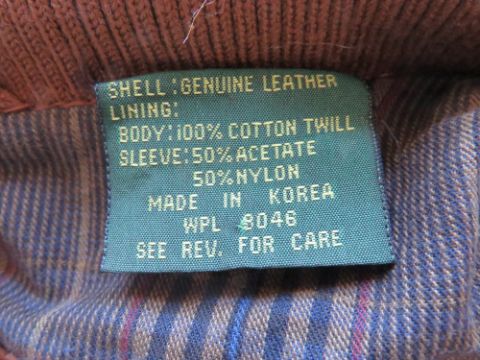 SHELL: GENUINE LEATHER
LINING:
BODY: 100% COTTON TWILL
SLEEVE: 50% ACETATE
50% NYLON
MADE IN KOREA
WPL 8046
SEE REV. FOR CARE